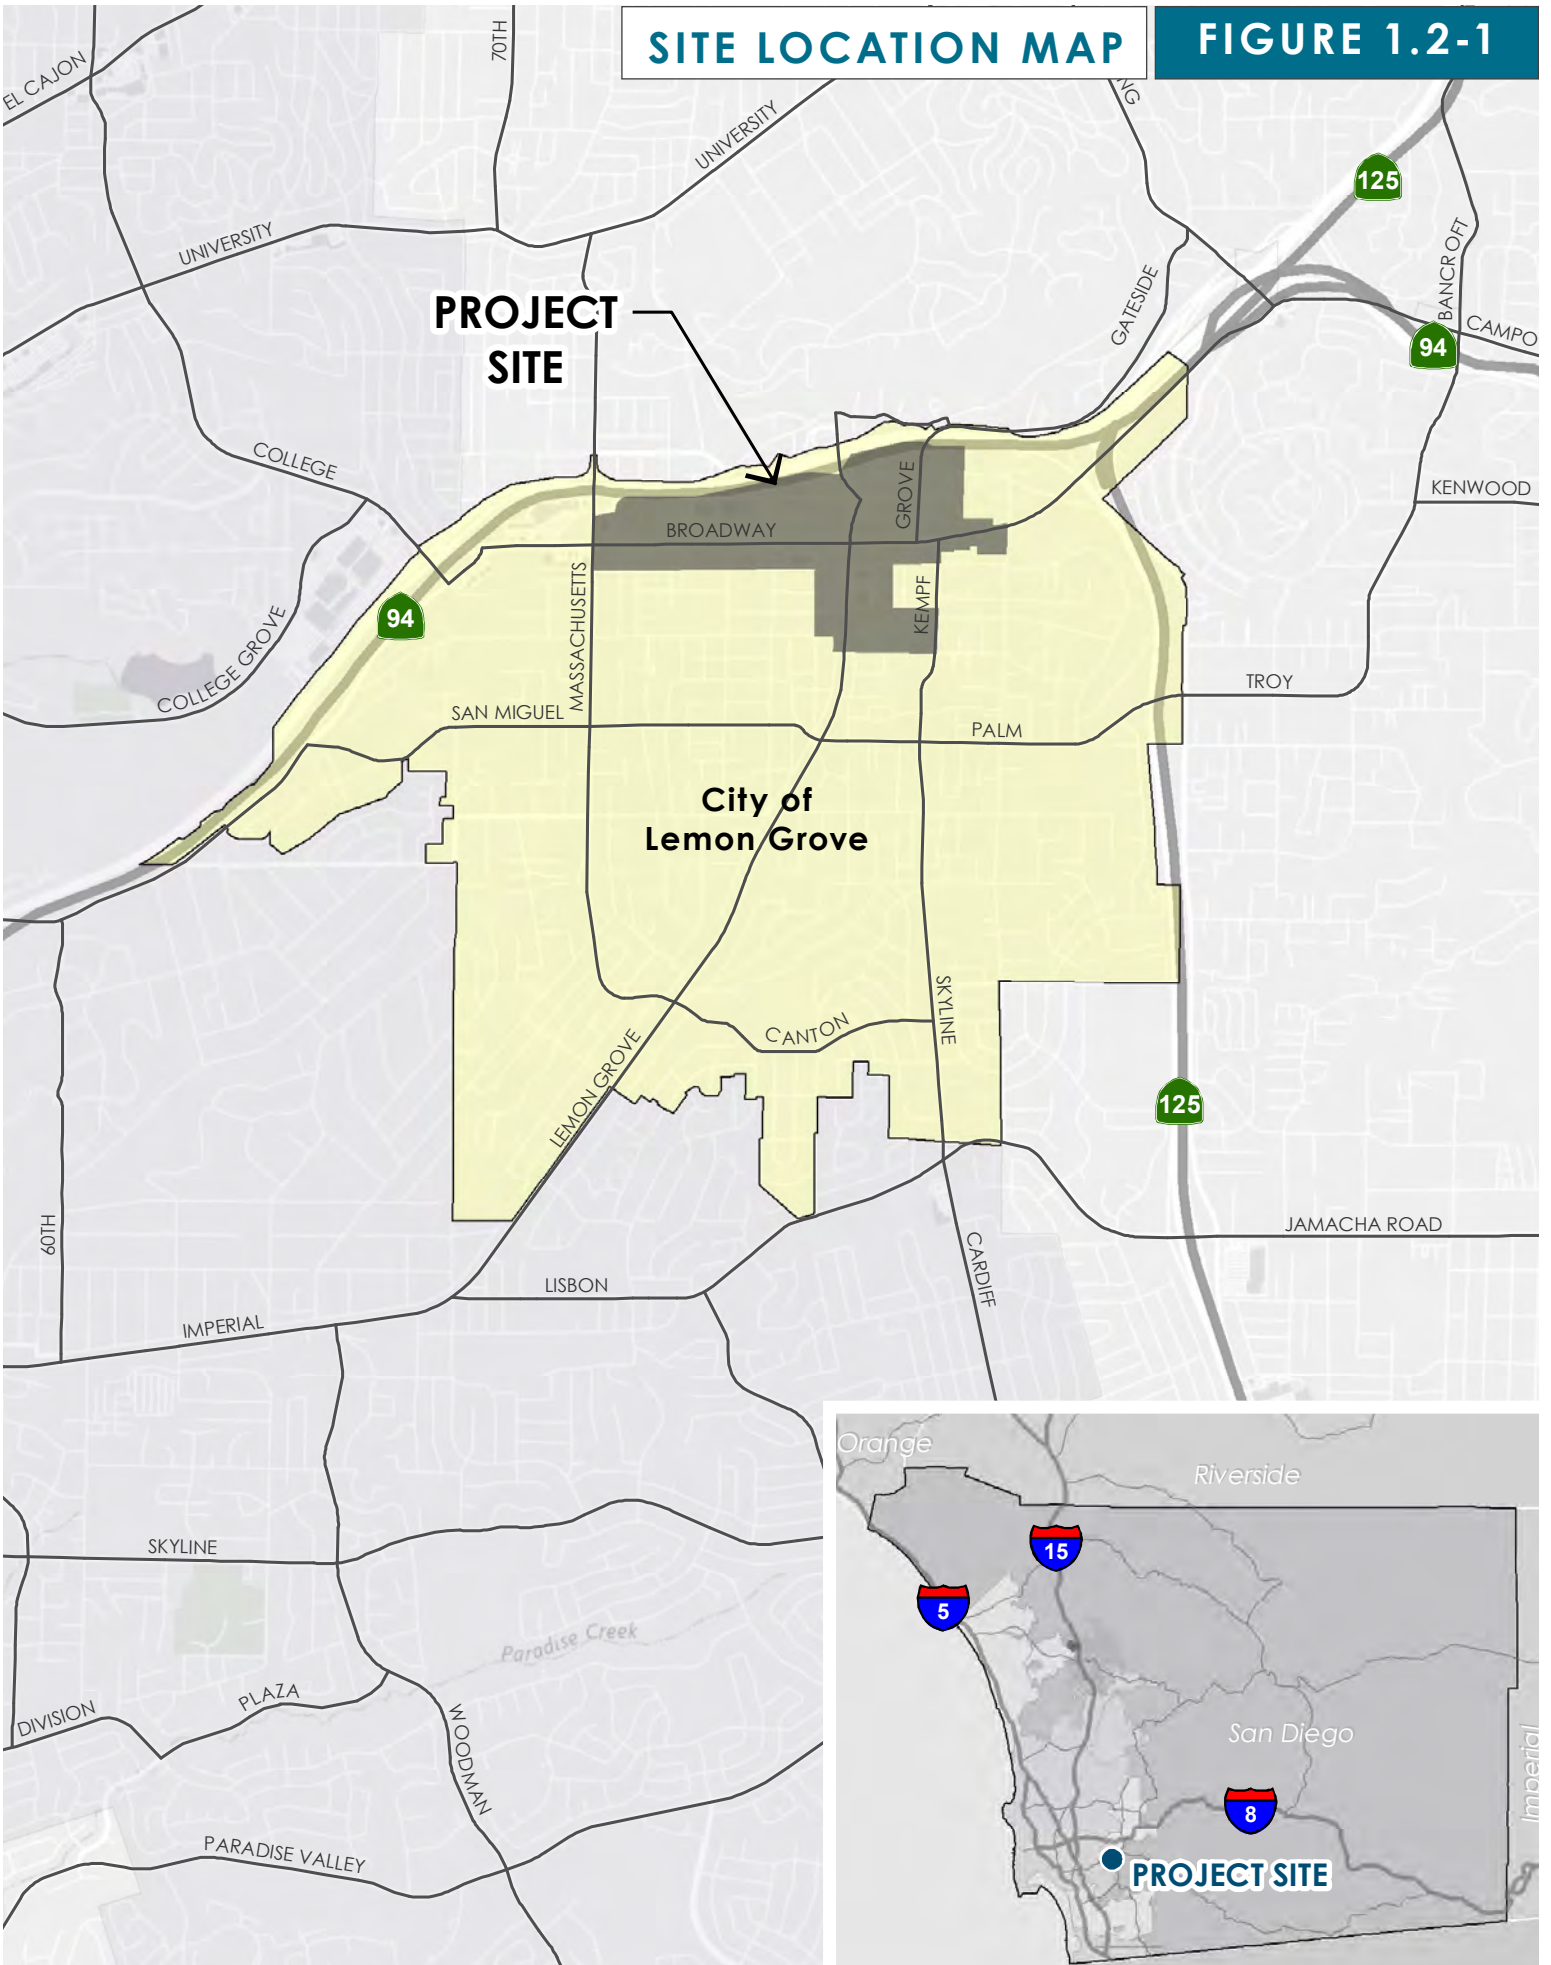 SITE LOCATION MAP
FIGURE 1.2-1
EL CAJON
70TH
UNIVERSITY
NG
125
UNIVERSITY
GATESIDE
BANCROFT
CAMPO
94
PROJECT
SITE
COLLEGE
GROVE
KENWOOD
BROADWAY
94
MASSACHUSETTS
KEMPF
COLLEGE GROVE
TROY
SAN MIGUEL
PALM
City of
Lemon Grove
SKYLINE
CANTON
LEMON GROVE
125
60TH
JAMACHA ROAD
CARDIFF
LISBON
IMPERIAL
SKYLINE
Paradise Creek
PLAZA
DIVISION
WOODMAN
PARADISE VALLEY
Orange
Riverside
15
5
San Diego
Imperial
8
PROJECT SITE